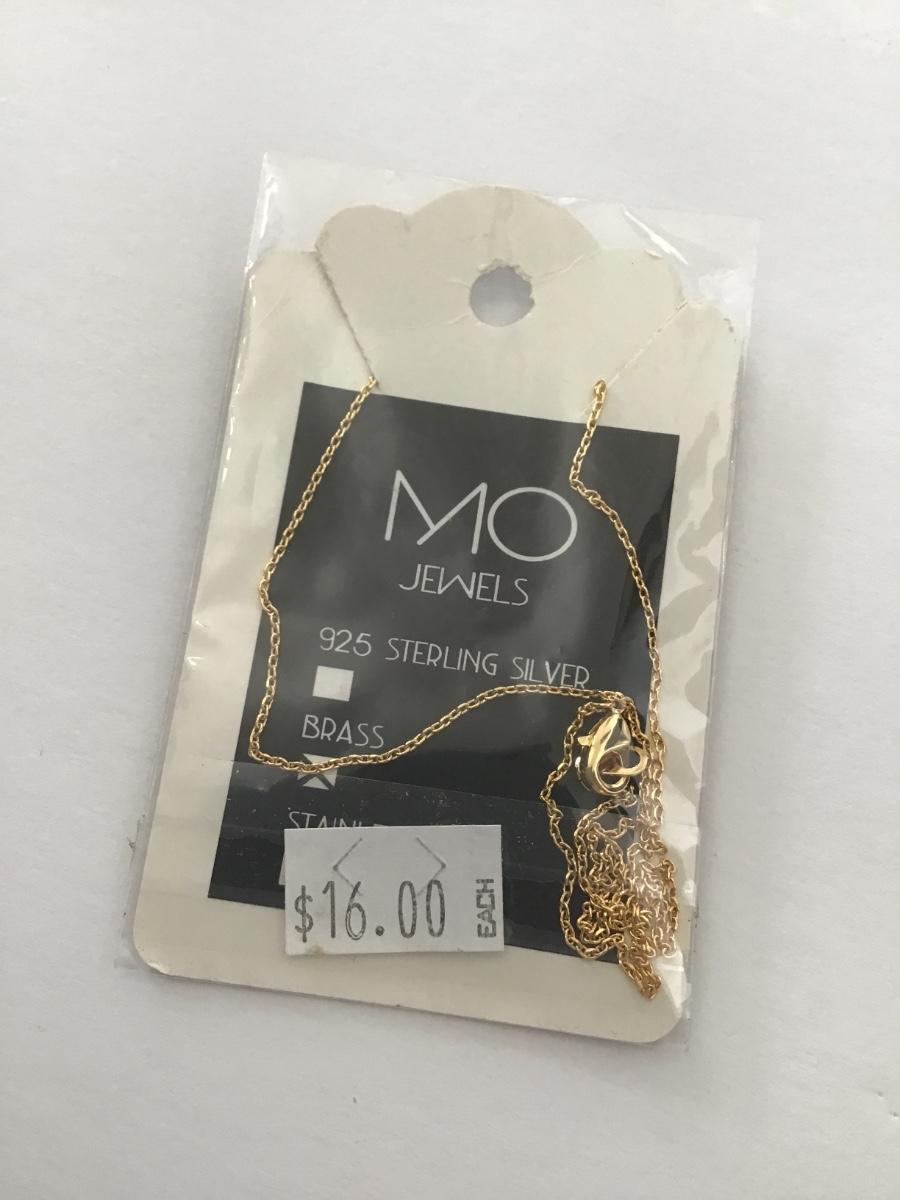 MO
JEWELS
925 STERLING SILVER
BRASS
$16.00 EACH